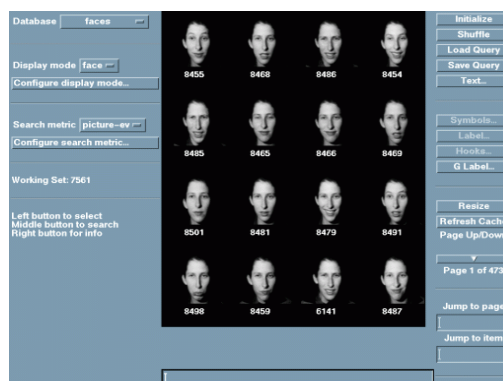 Database faces
Display mode face
Configure display mode...
Search metric picture-ev
Configure search metric...
Working Set: 7561
Left button to select
Middle button to search
Right button for info
8455 8468 8486 8454
8485 8465 8466 8469
8501 8481 8479 8491
8498 8459 6141 8487
Initialize
Shuffle
Load Query
Save Query
Text...
Symbols...
Label...
Hooks...
G Label...
Resize
Refresh Cache
Page Up/Down
Page 1 of 473
Jump to page
Jump to item